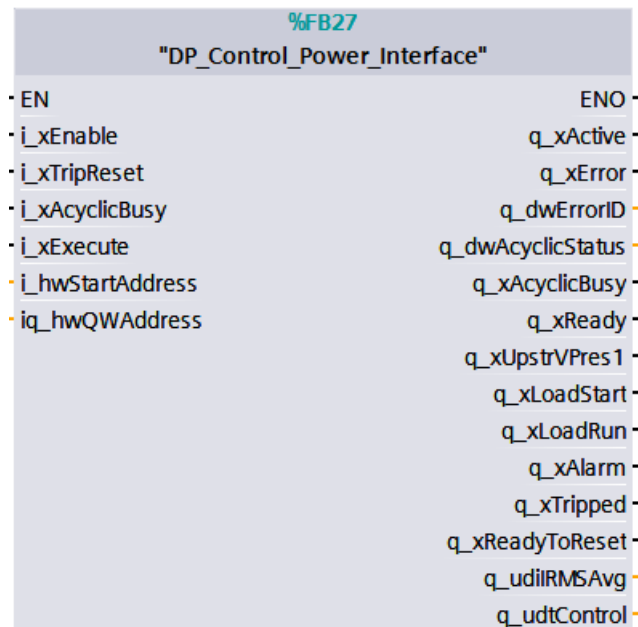 %FB27
"DP_Control_Power_Interface"
EN ENO
i_xEnable q_xActive
i_xTripReset q_xError
i_xAcyclicBusy q_dwErrorID
i_xExecute q_dwAcyclicStatus
i_hwStartAddress q_xAcyclicBusy
iq_hwQWAddress q_xReady
q_xUpstrVPres1
q_xLoadStart
q_xLoadRun
q_xAlarm
q_xTripped
q_xReadyToReset
q_udiIRMSAvg
q_udtControl